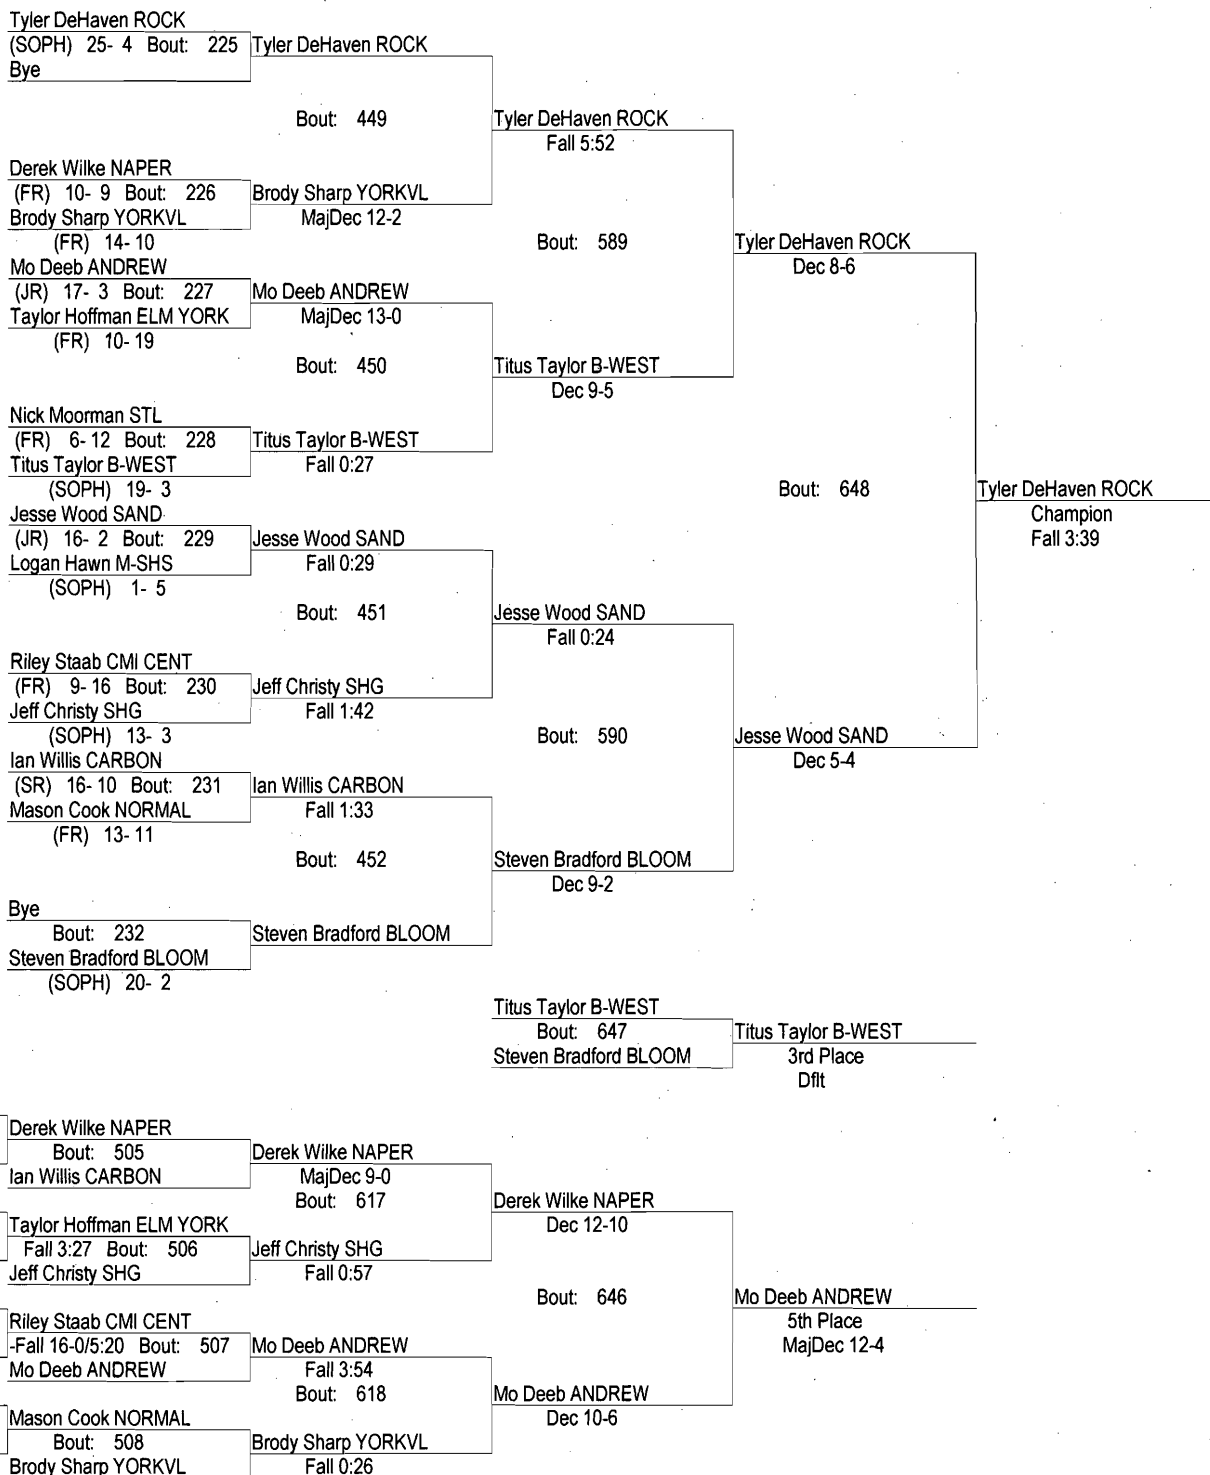 Tyler DeHaven ROCK
(SOPH) 25- 4 Bout: 225 Tyler DeHaven ROCK
Bye
Bout: 449 Tyler DeHaven ROCK
Fall 5:52
Derek Wilke NAPER
(FR) 10- 9 Bout: 226 Brody Sharp YORKVL
Brody Sharp YORKVL MajDec 12-2
(FR) 14- 10 Bout: 589 Tyler DeHaven ROCK
Mo Deeb ANDREW Dec 8-6
(JR) 17- 3 Bout: 227 Mo Deeb ANDREW
Taylor Hoffman ELM YORK MajDec 13-0
(FR) 10- 19
Bout: 450 Titus Taylor B-WEST
Dec 9-5
Nick Moorman STL
(FR) 6- 12 Bout: 228 Titus Taylor B-WEST
Titus Taylor B-WEST Fall 0:27
(SOPH) 19- 3 Bout: 648 Tyler DeHaven ROCK
Jesse Wood SAND Champion
(JR) 16- 2 Bout: 229 Jesse Wood SAND Fall 3:39
Logan Hawn M-SHS Fall 0:29
(SOPH) 1- 5
Bout: 451 Jesse Wood SAND
Fall 0:24
Riley Staab CMI CENT
(FR) 9- 16 Bout: 230 Jeff Christy SHG
Jeff Christy SHG Fall 1:42
(SOPH) 13- 3 Bout: 590 Jesse Wood SAND
Ian Willis CARBON Dec 5-4
(SR) 16- 10 Bout: 231 Ian Willis CARBON
Mason Cook NORMAL Fall 1:33
(FR) 13- 11
Bout: 452 Steven Bradford BLOOM
Dec 9-2
Bye
Bout: 232 Steven Bradford BLOOM
Steven Bradford BLOOM
(SOPH) 20- 2
Titus Taylor B-WEST
Bout: 647 Titus Taylor B-WEST
Steven Bradford BLOOM 3rd Place
Dflt
Derek Wilke NAPER
Bout: 505 Derek Wilke NAPER
Ian Willis CARBON MajDec 9-0
Bout: 617 Derek Wilke NAPER
Taylor Hoffman ELM YORK Dec 12-10
Fall 3:27 Bout: 506 Jeff Christy SHG
Jeff Christy SHG Fall 0:57
Bout: 646 Mo Deeb ANDREW
Riley Staab CMI CENT 5th Place
-Fall 16-0/5:20 Bout: 507 Mo Deeb ANDREW MajDec 12-4
Mo Deeb ANDREW Fall 3:54
Bout: 618 Mo Deeb ANDREW
Mason Cook NORMAL Dec 10-6
Bout: 508 Brody Sharp YORKVL
Brody Sharp YORKVL Fall 0:26